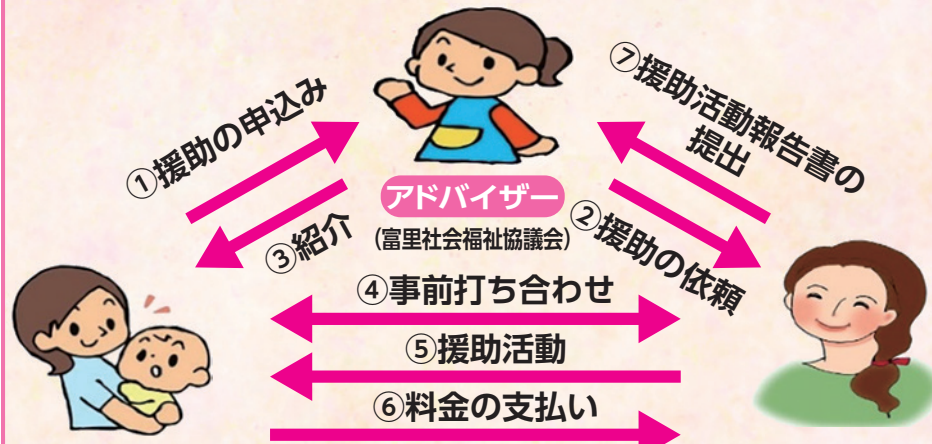 ①援助の申込み
⑦援助活動報告書の
提出
アドバイザー
(富里社会福祉協議会)
②援助の依頼
③紹介
④事前打ち合わせ
⑤援助活動
⑥料金の支払い